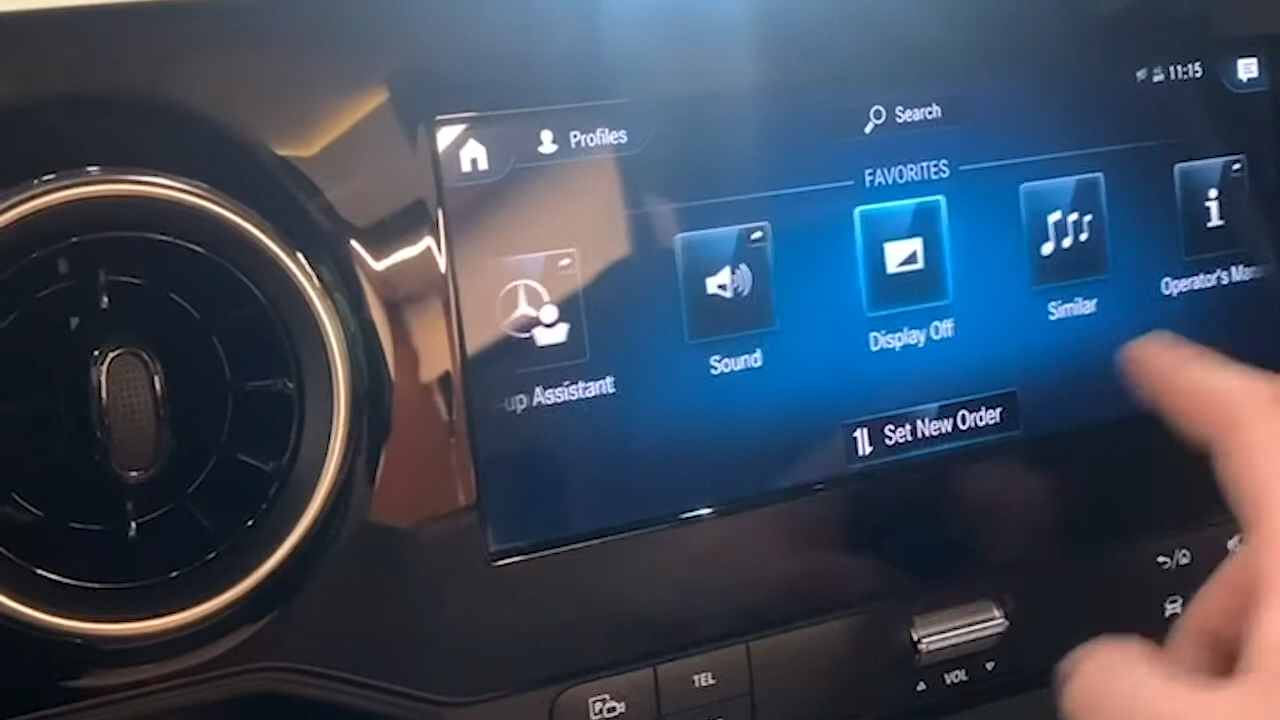 11:15
Profiles
Search
FAVORITES
-up Assistant
Sound
Display Off
Similar
Operator's Man
Set New Order
TEL
VOL
P